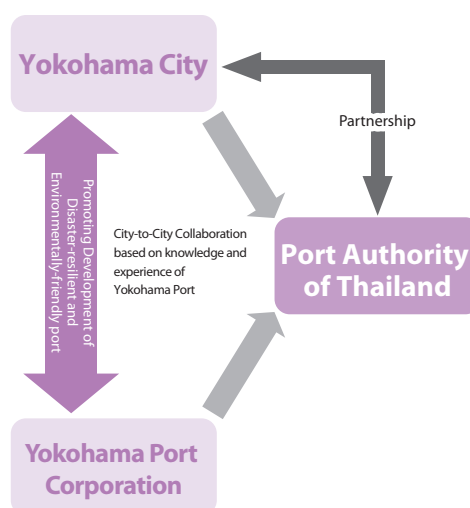 Yokohama City
Partnership
Promoting Development of
Disaster-resilient and
Environmentally-friendly port
City-to-City Collaboration
based on knowledge and
experience of
Yokohama Port
Port Authority
of Thailand
Yokohama Port
Corporation